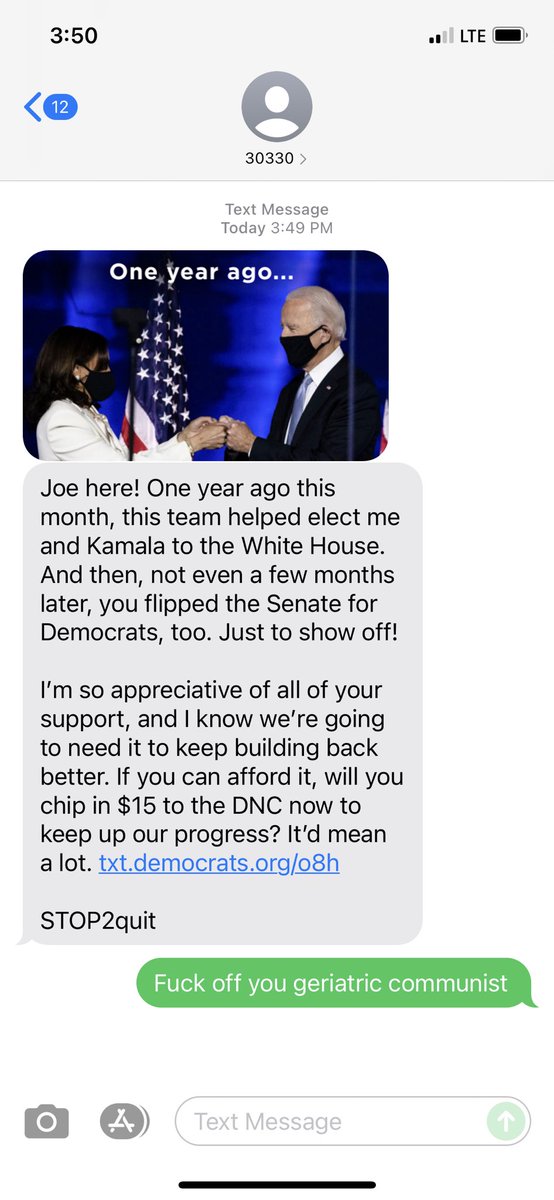 3:50
LTE
12
30330 >
Text Message
Today 3:49 PM
One year ago...
Joe here! One year ago this
month, this team helped elect me
and Kamala to the White House.
And then, not even a few months
later, you flipped the Senate for
Democrats, too. Just to show off!
I’m so appreciative of all of your
support, and I know we’re going
to need it to keep building back
better. If you can afford it, will you
chip in $15 to the DNC now to
keep up our progress? It’d mean
a lot. txt.democrats.org/o8h
STOP2quit
Fuck off you geriatric communist
Text Message